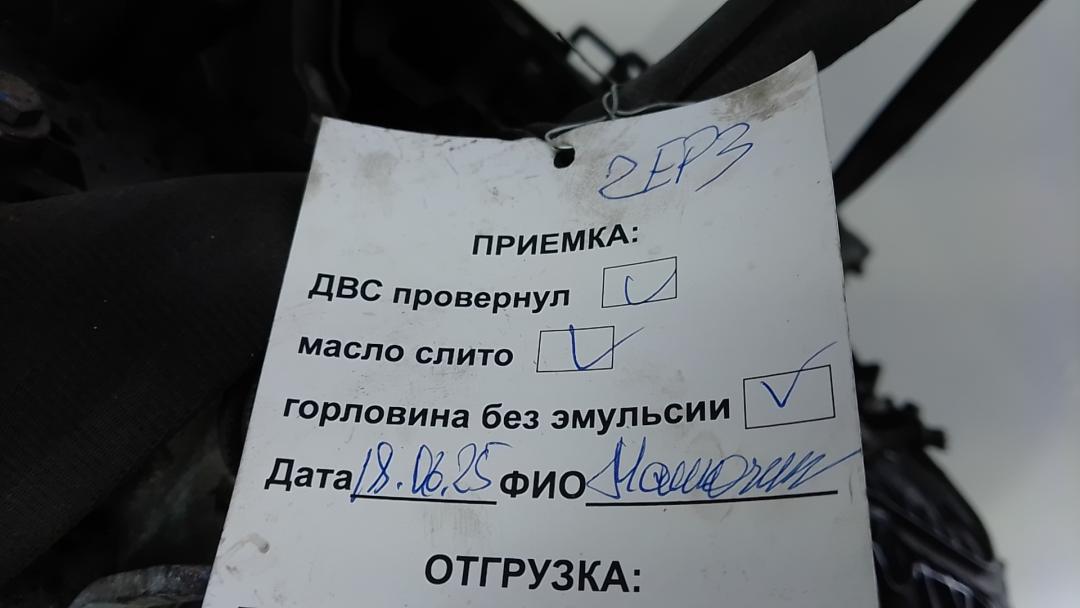 2EP3
ПРИЕМКА:
ДВС провернул
масло слито
горловина без эмульсии
Дата 18.06.25 ФИО
ОТГРУЗКА: